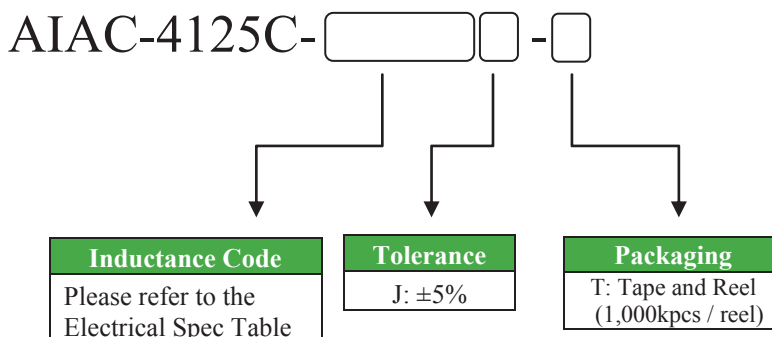 AIAC-4125C-
-
Inductance Code
Please refer to the
Electrical Spec Table
Tolerance
J: ±5%
Packaging
T: Tape and Reel
(1,000kpcs / reel)